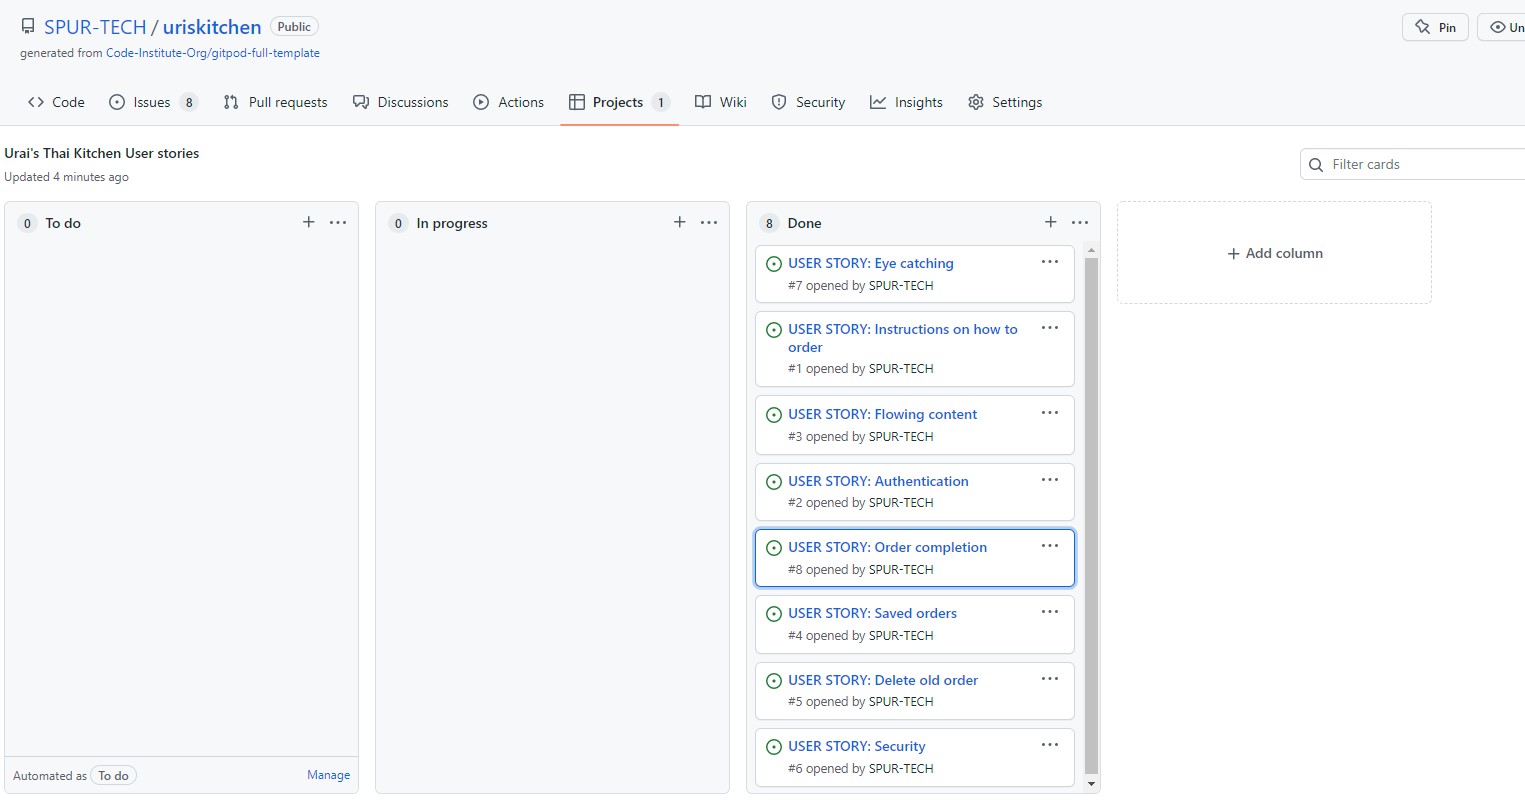 SPUR-TECH / uriskitchen Public
Pin
Un
generated from Code-Institute-Org/gitpod-full-template
Code
Issues 8
Pull requests
Discussions
Actions
Projects 1
Wiki
Security
Insights
Settings
Urai's Thai Kitchen User stories
Updated 4 minutes ago
Filter cards
0 To do
Automated as To do
Manage
0 In progress
8 Done
USER STORY: Eye catching
#7 opened by SPUR-TECH
USER STORY: Instructions on how to
order
#1 opened by SPUR-TECH
USER STORY: Flowing content
#3 opened by SPUR-TECH
USER STORY: Authentication
#2 opened by SPUR-TECH
USER STORY: Order completion
#8 opened by SPUR-TECH
USER STORY: Saved orders
#4 opened by SPUR-TECH
USER STORY: Delete old order
#5 opened by SPUR-TECH
USER STORY: Security
#6 opened by SPUR-TECH
+ Add column